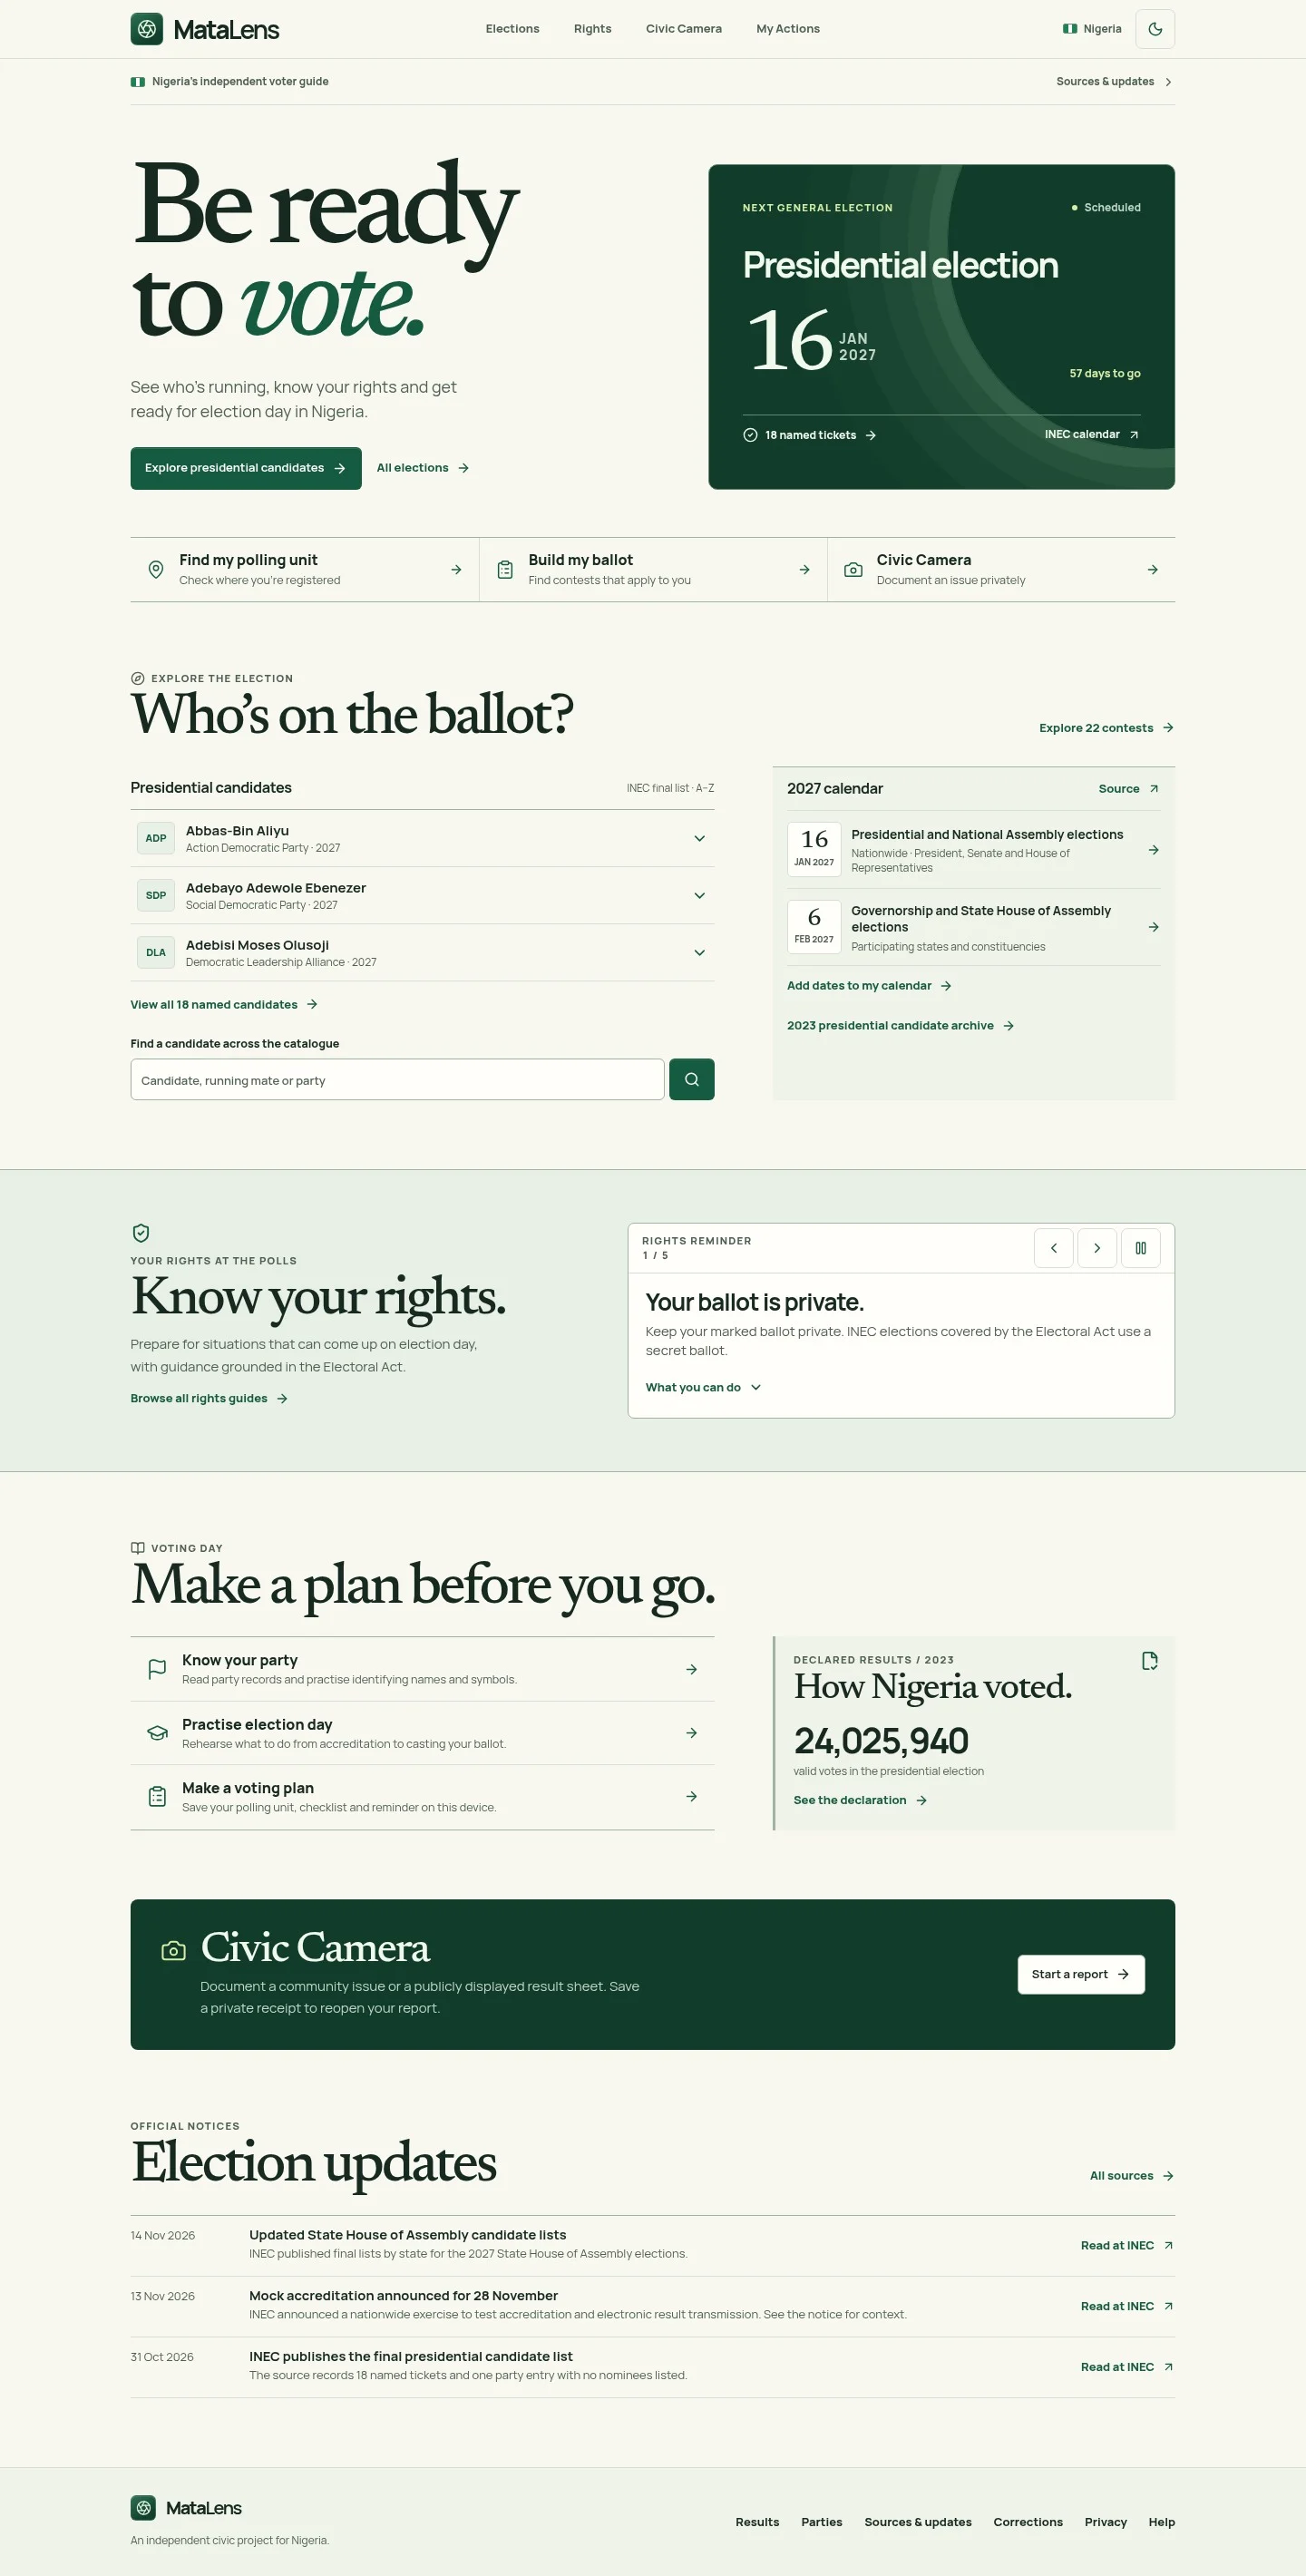 MataLens
Elections
Rights
Civic Camera
My Actions
Nigeria
Nigeria's independent voter guide
Sources & updates
Be ready
to vote.
See who's running, know your rights and get
ready for election day in Nigeria.
Explore presidential candidates
All elections
NEXT GENERAL ELECTION
Scheduled
Presidential election
16
JAN
2027
57 days to go
18 named tickets
INEC calendar
Find my polling unit
Check where you're registered
Build my ballot
Find contests that apply to you
Civic Camera
Document an issue privately
EXPLORE THE ELECTION
Who's on the ballot?
Explore 22 contests
Presidential candidates
INEC final list · A–Z
ADP
Abbas-Bin Aliyu
Action Democratic Party · 2027
SDP
Adebayo Adewole Ebenezer
Social Democratic Party · 2027
DLA
Adebisi Moses Olusoji
Democratic Leadership Alliance · 2027
View all 18 named candidates
Find a candidate across the catalogue
Candidate, running mate or party
2027 calendar
Source
16
JAN 2027
Presidential and National Assembly elections
Nationwide · President, Senate and House of
Representatives
6
FEB 2027
Governorship and State House of Assembly
elections
Participating states and constituencies
Add dates to my calendar
2023 presidential candidate archive
YOUR RIGHTS AT THE POLLS
Know your rights.
Prepare for situations that can come up on election day,
with guidance grounded in the Electoral Act.
Browse all rights guides
RIGHTS REMINDER
1 / 5
Your ballot is private.
Keep your marked ballot private. INEC elections covered by the Electoral Act use a
secret ballot.
What you can do
VOTING DAY
Make a plan before you go.
Know your party
Read party records and practise identifying names and symbols.
Practise election day
Rehearse what to do from accreditation to casting your ballot.
Make a voting plan
Save your polling unit, checklist and reminder on this device.
DECLARED RESULTS / 2023
How Nigeria voted.
24,025,940
valid votes in the presidential election
See the declaration
Civic Camera
Document a community issue or a publicly displayed result sheet. Save
a private receipt to reopen your report.
Start a report
OFFICIAL NOTICES
Election updates
All sources
14 Nov 2026
Updated State House of Assembly candidate lists
INEC published final lists by state for the 2027 State House of Assembly elections.
Read at INEC
13 Nov 2026
Mock accreditation announced for 28 November
INEC announced a nationwide exercise to test accreditation and electronic result transmission. See the notice for context.
Read at INEC
31 Oct 2026
INEC publishes the final presidential candidate list
The source records 18 named tickets and one party entry with no nominees listed.
Read at INEC
MataLens
An independent civic project for Nigeria.
Results
Parties
Sources & updates
Corrections
Privacy
Help